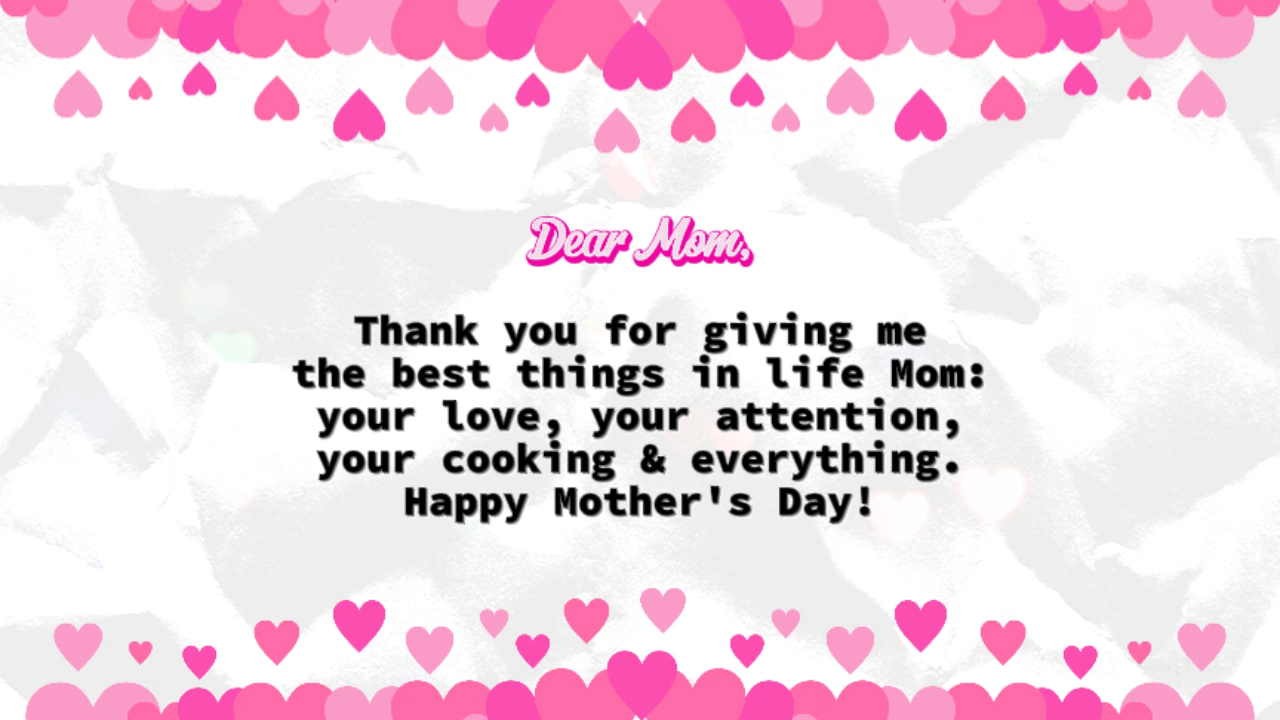 Dear Mom,
Thank you for giving me
the best things in life Mom:
your love, your attention,
your cooking & everything.
Happy Mother's Day!